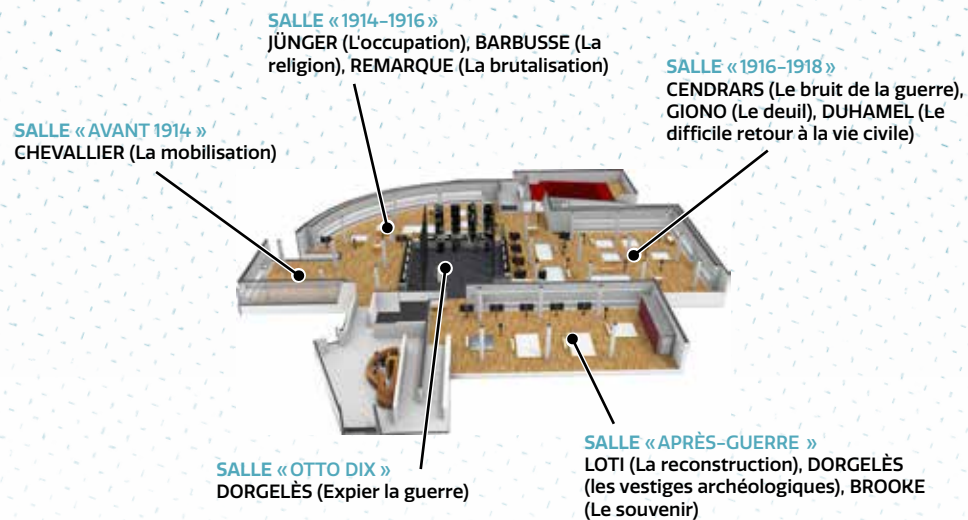 SALLE «1914–1916»
JÜNGER (L'occupation), BARBUSSE (La
religion), REMARQUE (La brutalisation)
SALLE «1916–1918»
CENDRARS (Le bruit de la guerre),
GIONO (Le deuil), DUHAMEL (Le
difficile retour à la vie civile)
SALLE «AVANT 1914 »
CHEVALLIER (La mobilisation)
SALLE «OTTO DIX »
DORGELÈS (Expier la guerre)
SALLE «APRÈS–GUERRE »
LOTI (La reconstruction), DORGELÈS
(les vestiges archéologiques), BROOKE
(Le souvenir)